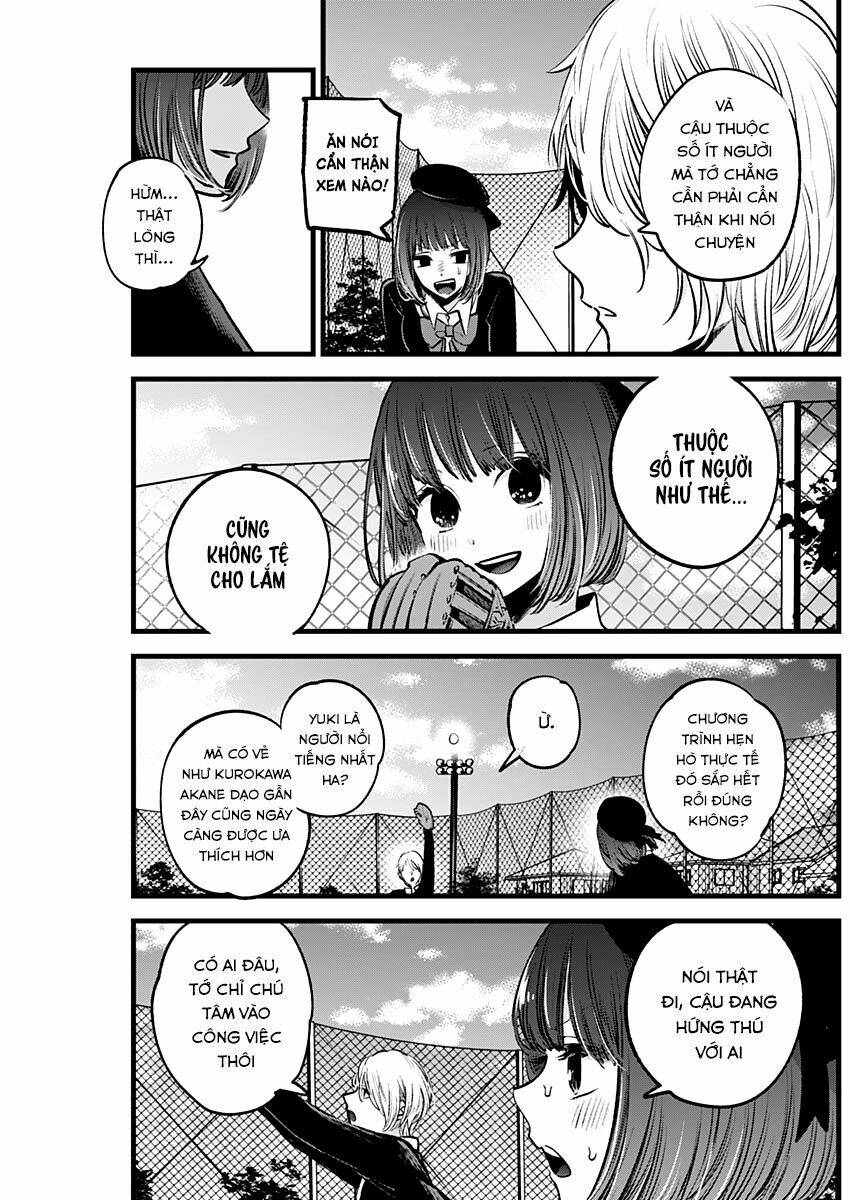 VÀ
CẬU THUỘC
SỐ ÍT NGƯỜI
MÀ TỚ CHẲNG
CẦN PHẢI CẨN
THẬN KHI NÓI
CHUYỆN
ĂN NÓI
CẨN THẬN
XEM NÀO!
HỪM...
THẬT
LÒNG
THÌ...
THUỘC
SỐ ÍT NGƯỜI
NHƯ THẾ...
CŨNG
KHÔNG TỆ
CHO LẮM
CHƯƠNG
TRÌNH HẸN
HÒ THỰC TẾ
ĐÓ SẮP HẾT
RỒI ĐÚNG
KHÔNG?
Ừ.
YUKI LÀ
NGƯỜI NỔI
TIẾNG NHẤT
HA?
MÀ CÓ VẺ
NHƯ KUROKAWA
AKANE DẠO GẦN
ĐÂY CŨNG NGÀY
CÀNG ĐƯỢC ƯA
THÍCH HƠN
NÓI THẬT
ĐI, CẬU ĐANG
HỨNG THÚ
VỚI AI
CÓ AI ĐÂU,
TỚ CHỈ CHÚ
TÂM VÀO
CÔNG VIỆC
THÔI